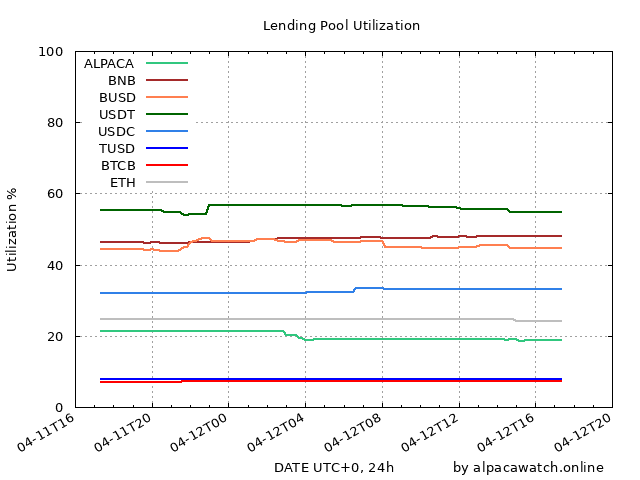 Lending Pool Utilization
100
80
60
40
20
0
Utilization %
ALPACA
BNB
BUSD
USDT
USDC
TUSD
BTCB
ETH
04-11T16
04-11T20
04-12T00
04-12T04
04-12T08
04-12T12
04-12T16
04-12T20
DATE UTC+0, 24h
by alpacawatch.online